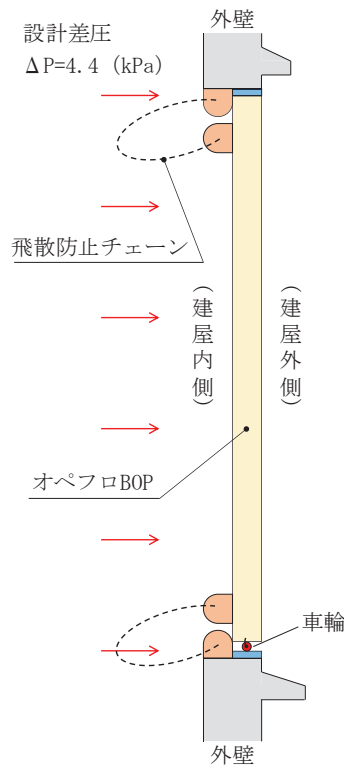 外壁
設計差圧
ΔP=4.4 (kPa)
飛散防止チェーン
(建屋内側)
(建屋外側)
オペフロBOP
車輪
外壁